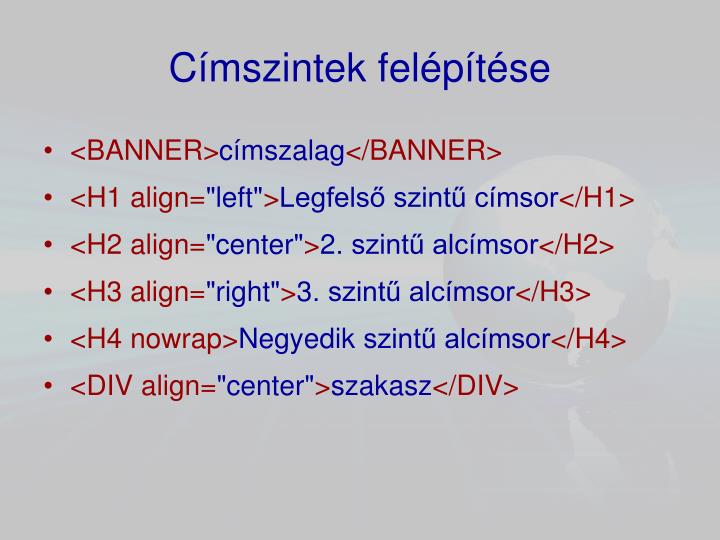 Címszintek felépítése
• <BANNER>címszalag</BANNER>
• <H1 align="left">Legfelső szintű címsor</H1>
• <H2 align="center">2. szintű alcímsor</H2>
• <H3 align="right">3. szintű alcímsor</H3>
• <H4 nowrap>Negyedik szintű alcímsor</H4>
• <DIV align="center">szakasz</DIV>